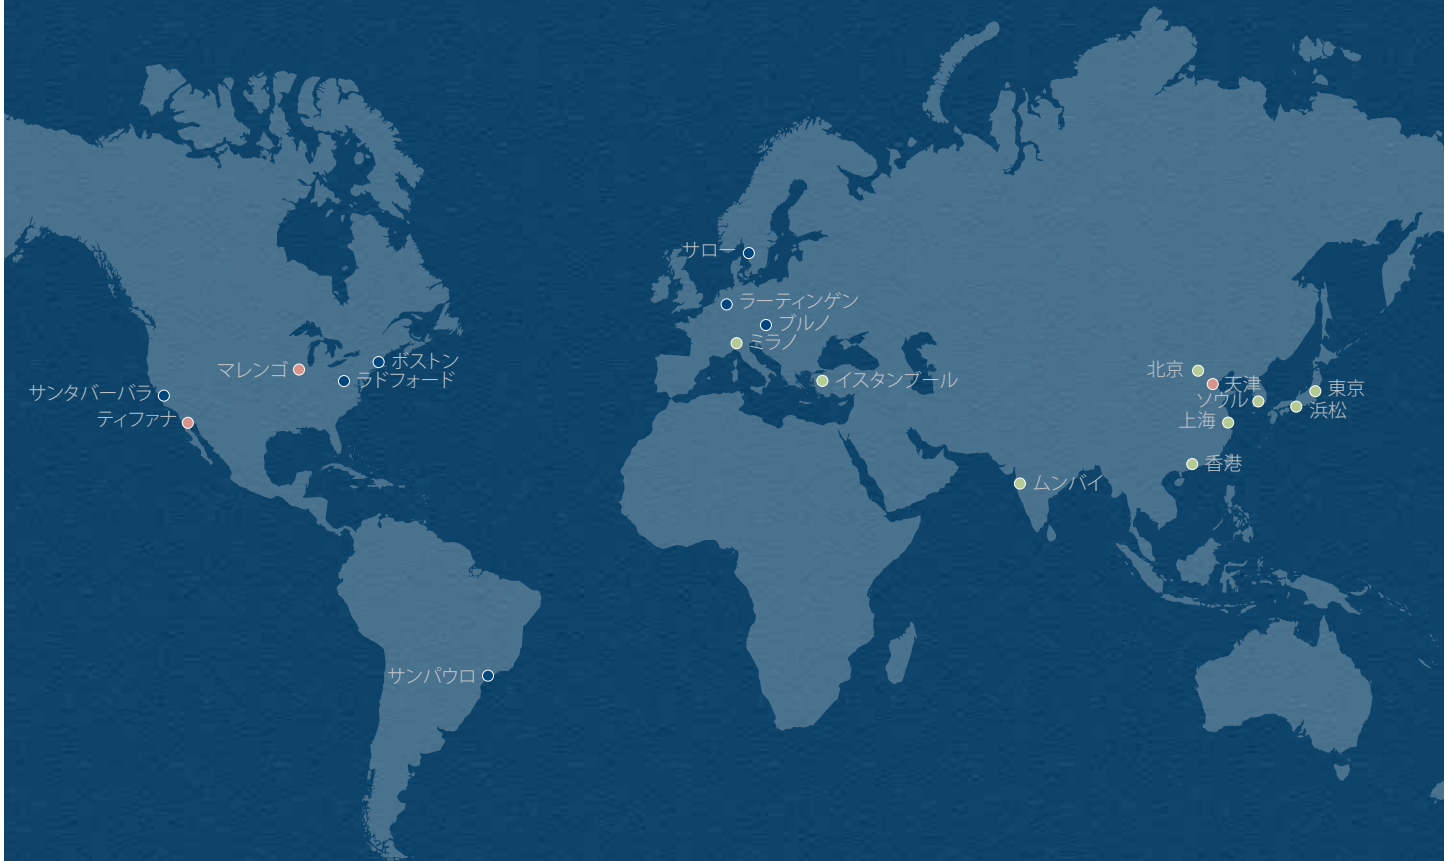 サロー
ラーティンゲン
ブルノ
ミラノ
イスタンブール
マレンゴ
ボストン
ラドフォード
サンタバーバラ
ティファナ
北京
天津
ソウル
東京
浜松
上海
香港
ムンバイ
サンパウロ